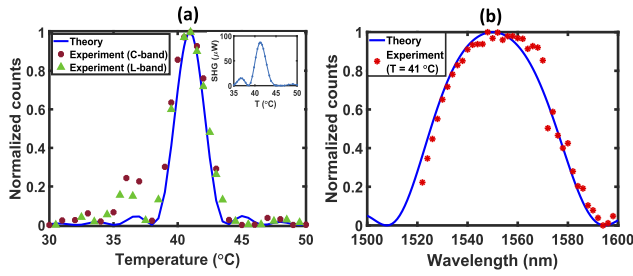 (a)
Normalized counts
1
0.8
0.6
0.4
0.2
0
30
35
40
45
50
Temperature (°C)
Theory
Experiment (C-band)
Experiment (L-band)
SHG (μW)
100
50
0
35
40
45
50
T (°C)
(b)
Normalized counts
1
0.8
0.6
0.4
0.2
0
1500
1520
1540
1560
1580
1600
Wavelength (nm)
Theory
Experiment
(T = 41 °C)